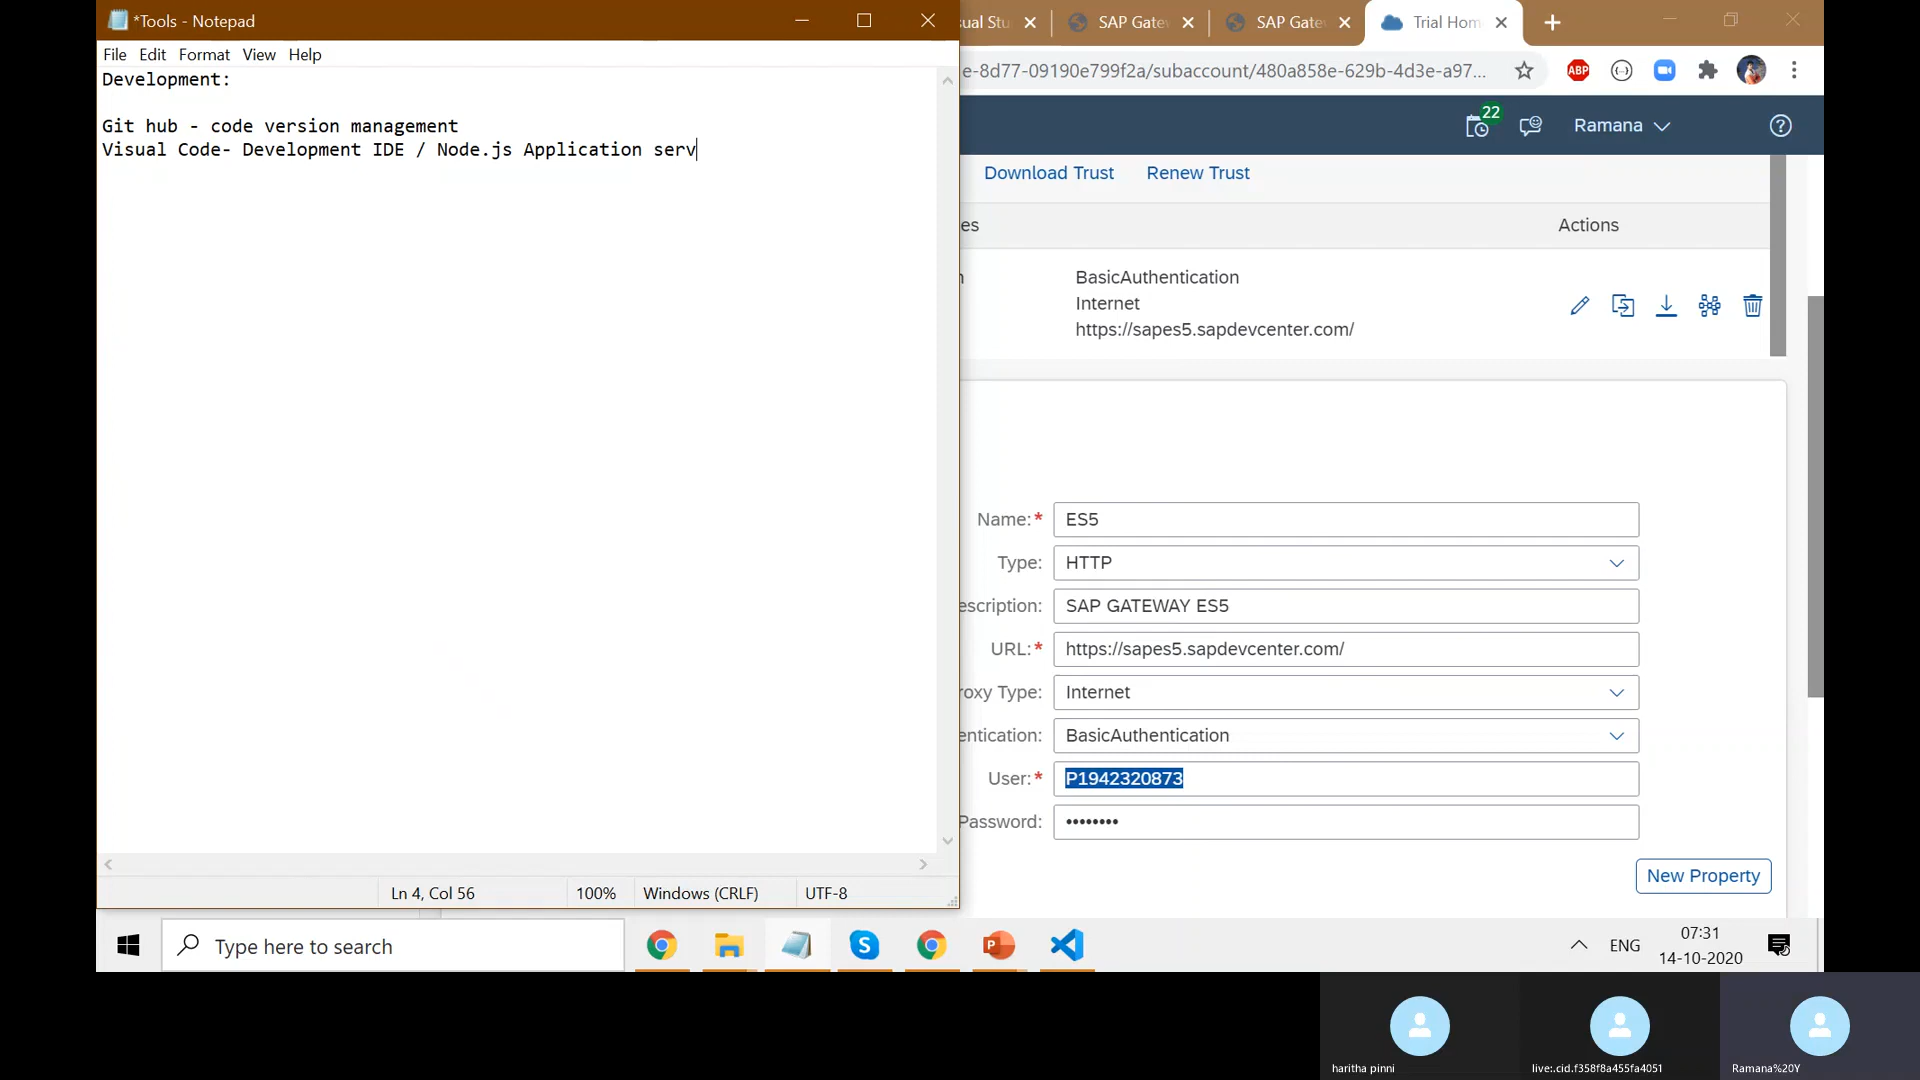 *Tools - Notepad
File Edit Format View Help
Development:
Git hub - code version management
Visual Code- Development IDE / Node.js Application serv
Ln 4, Col 56
100%
Windows (CRLF)
UTF-8
sual Stu
SAP Gate
SAP Gate
Trial Hom
e-8d77-09190e799f2a/subaccount/480a858e-629b-4d3e-a97...
ABP
22
Ramana
Download Trust Renew Trust
es
Actions
n
BasicAuthentication
Internet
https://sapes5.sapdevcenter.com/
Name:* ES5
Type: HTTP
escription: SAP GATEWAY ES5
URL:* https://sapes5.sapdevcenter.com/
roxy Type: Internet
entication: BasicAuthentication
User:* P1942320873
Password: ••••••••
New Property
Type here to search
ENG
07:31
14-10-2020
haritha pinni
live:.cid.f358f8a455fa4051
Ramana%20Y